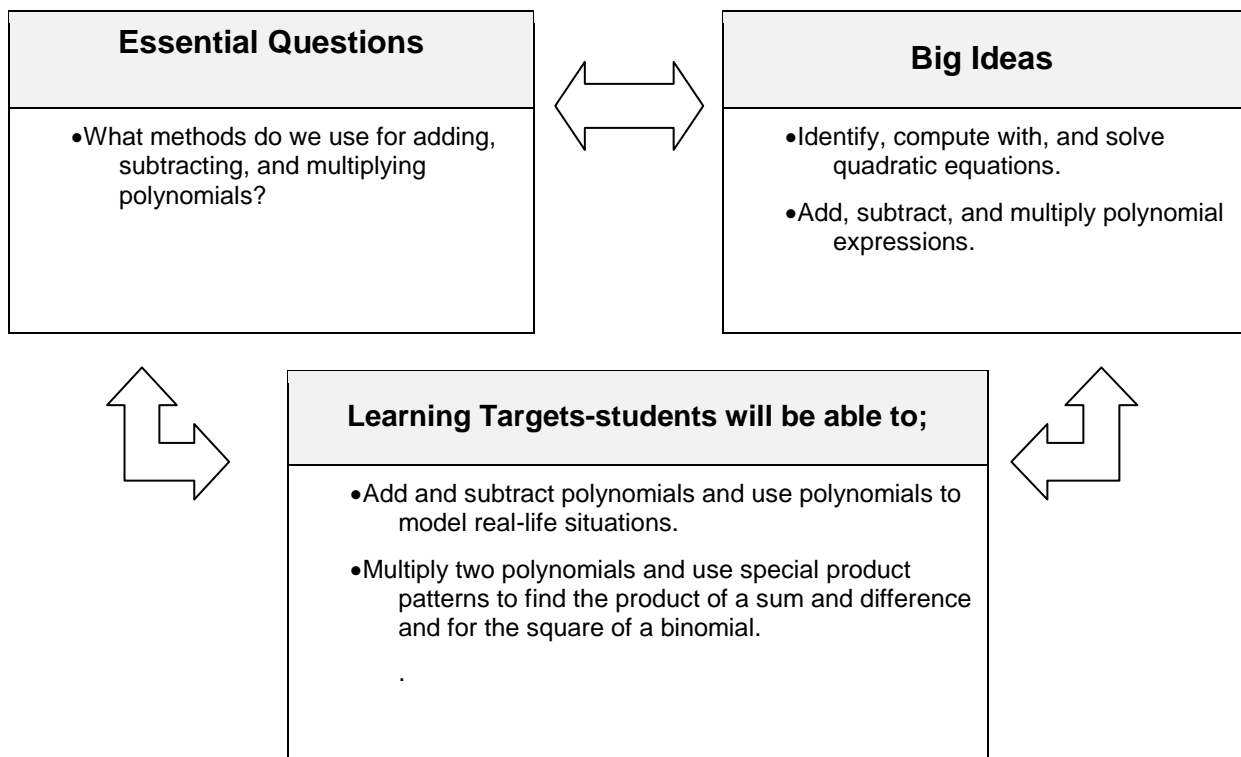 Essential Questions
•What methods do we use for adding,
subtracting, and multiplying
polynomials?
Big Ideas
•Identify, compute with, and solve
quadratic equations.
•Add, subtract, and multiply polynomial
expressions.
Learning Targets-students will be able to;
•Add and subtract polynomials and use polynomials to
model real-life situations.
•Multiply two polynomials and use special product
patterns to find the product of a sum and difference
and for the square of a binomial.
.